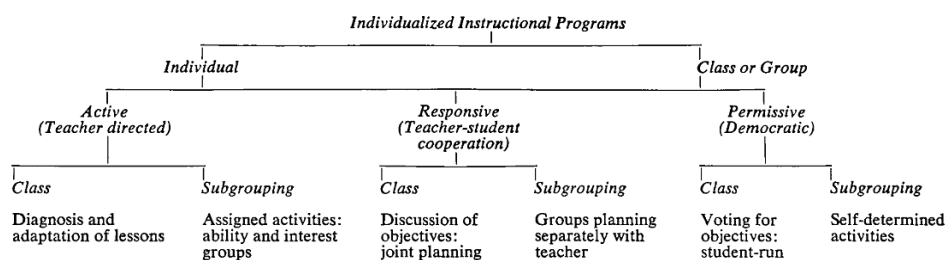 Individualized Instructional Programs
Individual
Class or Group
Active
(Teacher directed)
Responsive
(Teacher-student
cooperation)
Permissive
(Democratic)
Class
Subgrouping
Class
Subgrouping
Class
Subgrouping
Diagnosis and
adaptation of lessons
Assigned activities:
ability and interest
groups
Discussion of
objectives:
joint planning
Groups planning
separately with
teacher
Voting for
objectives:
student-run
Self-determined
activities